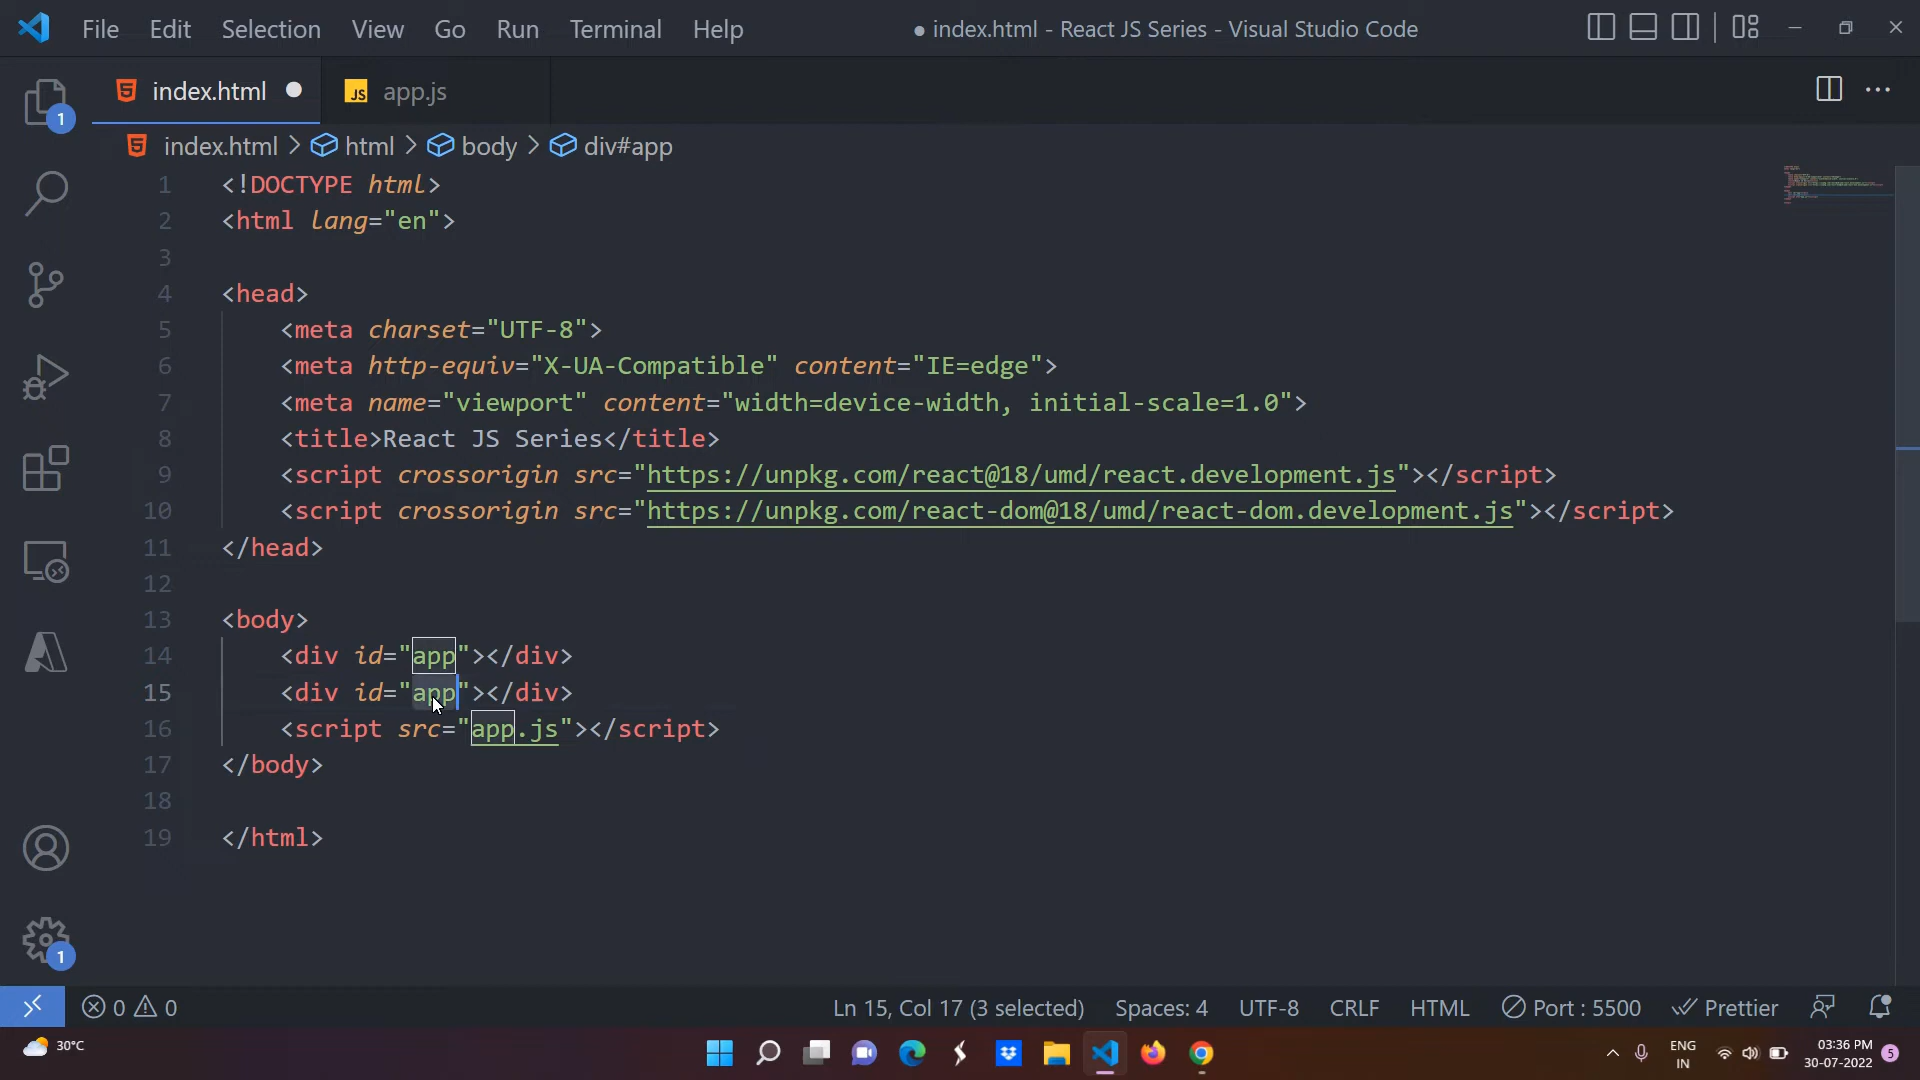 File Edit Selection View Go Run Terminal Help ● index.html - React JS Series - Visual Studio Code
index.html ● JS app.js
1
index.html > html > body > div#app
1 <!DOCTYPE html>
2 <html lang="en">
3
4 <head>
5 <meta charset="UTF-8">
6 <meta http-equiv="X-UA-Compatible" content="IE=edge">
7 <meta name="viewport" content="width=device-width, initial-scale=1.0">
8 <title>React JS Series</title>
9 <script crossorigin src="https://unpkg.com/react@18/umd/react.development.js"></script>
10 <script crossorigin src="https://unpkg.com/react-dom@18/umd/react-dom.development.js"></script>
11 </head>
12
13 <body>
14 <div id="app"></div>
15 <div id="app"></div>
16 <script src="app.js"></script>
17 </body>
18
19 </html>
1
0 0 Ln 15, Col 17 (3 selected) Spaces: 4 UTF-8 CRLF HTML Port : 5500 Prettier
30°C ENG 03:36 PM
IN 30-07-2022 5